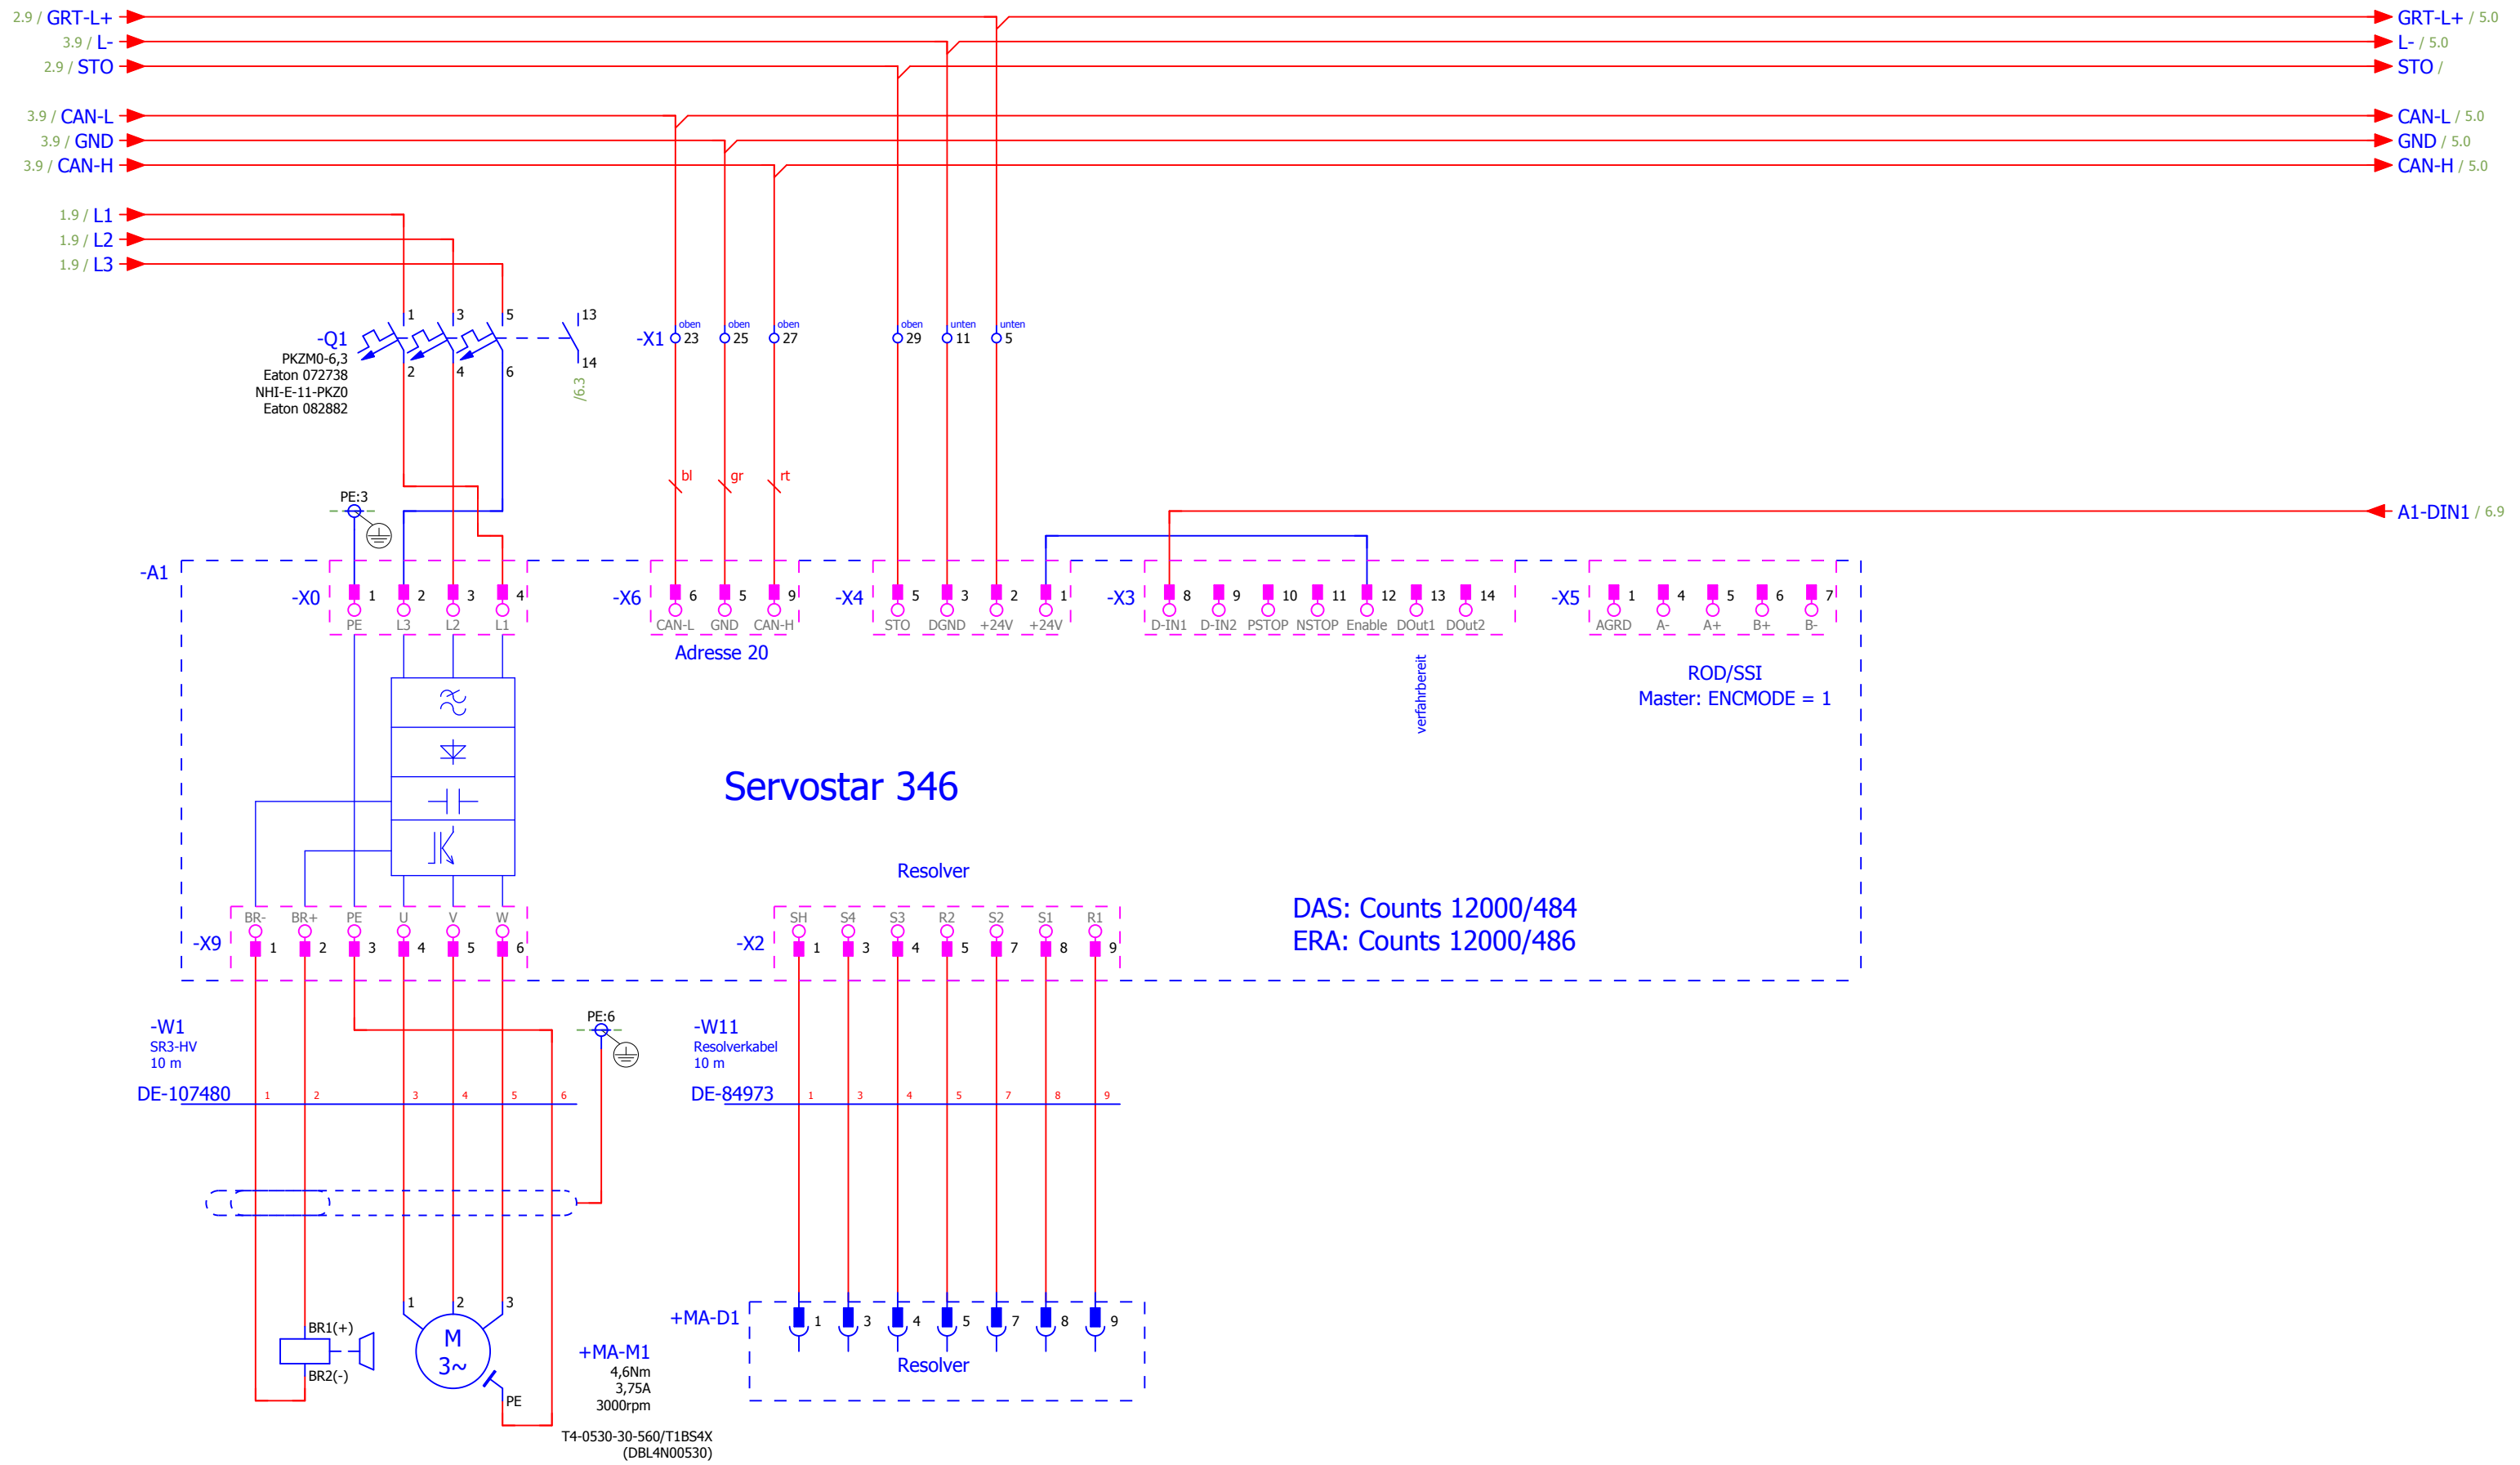 2.9 / GRT-L+
GRT-L+ / 5.0
3.9 / L-
L- / 5.0
2.9 / STO
STO /
3.9 / CAN-L
CAN-L / 5.0
3.9 / GND
GND / 5.0
3.9 / CAN-H
CAN-H / 5.0
1.9 / L1
1.9 / L2
1.9 / L3
1 3 5 13
oben oben oben oben unten unten
-Q1 -X1 23 25 27 29 11 5
PKZM0-6,3
Eaton 072738
NHI-E-11-PKZ0
Eaton 082882
2 4 6 14
/6.3
bl gr rt
PE:3
A1-DIN1 / 6.9
-A1
-X0 1 2 3 4
PE L3 L2 L1
-X6 6 5 9
CAN-L GND CAN-H
Adresse 20
-X4 5 3 2 1
STO DGND +24V +24V
-X3 8 9 10 11 12 13 14
D-IN1 D-IN2 PSTOP NSTOP Enable DOut1 DOut2
verfahrbereit
-X5 1 4 5 6 7
AGRD A- A+ B+ B-
ROD/SSI
Master: ENCMODE = 1
Servostar 346
Resolver
DAS: Counts 12000/484
ERA: Counts 12000/486
BR- BR+ PE U V W
-X9 1 2 3 4 5 6
SH S4 S3 R2 S2 S1 R1
-X2 1 3 4 5 7 8 9
-W1
SR3-HV
10 m
DE-107480 1 2 3 4 5 6
PE:6
-W11
Resolverkabel
10 m
DE-84973 1 3 4 5 7 8 9
1 2 3
BR1(+)
BR2(-)
M
3~
PE
+MA-M1
4,6Nm
3,75A
3000rpm
T4-0530-30-560/T1BS4X
(DBL4N00530)
+MA-D1 1 3 4 5 7 8 9
Resolver